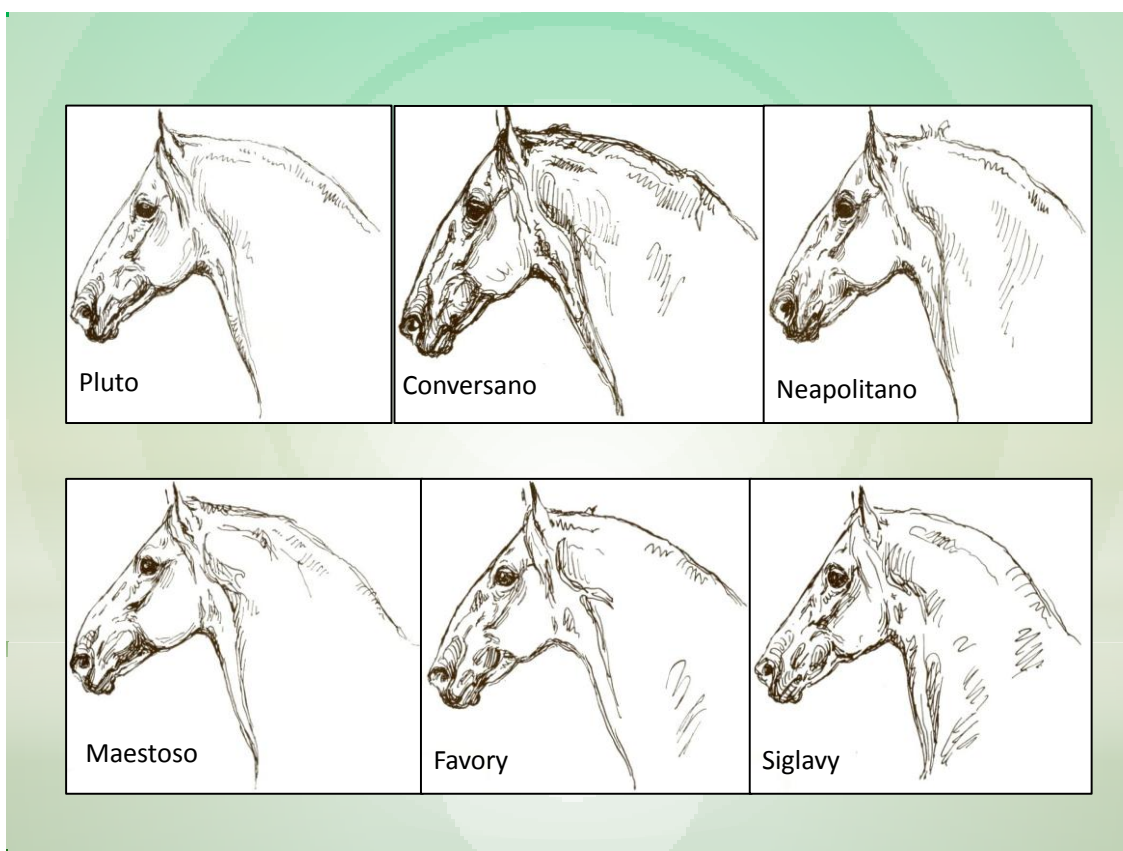 Pluto
Conversano
Neapolitano
Maestoso
Favory
Siglavy